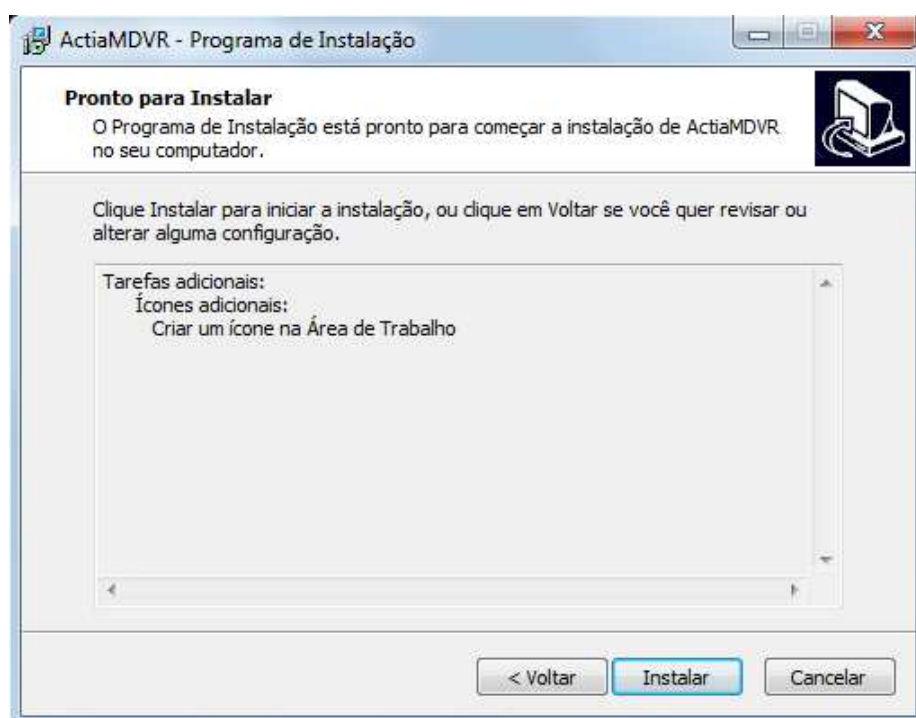 ActiaMDVR - Programa de Instalação
Pronto para Instalar
O Programa de Instalação está pronto para começar a instalação de ActiaMDVR
no seu computador.
Clique Instalar para iniciar a instalação, ou clique em Voltar se você quer revisar ou
alterar alguma configuração.
Tarefas adicionais:
Ícones adicionais:
Criar um ícone na Área de Trabalho
< Voltar
Instalar
Cancelar